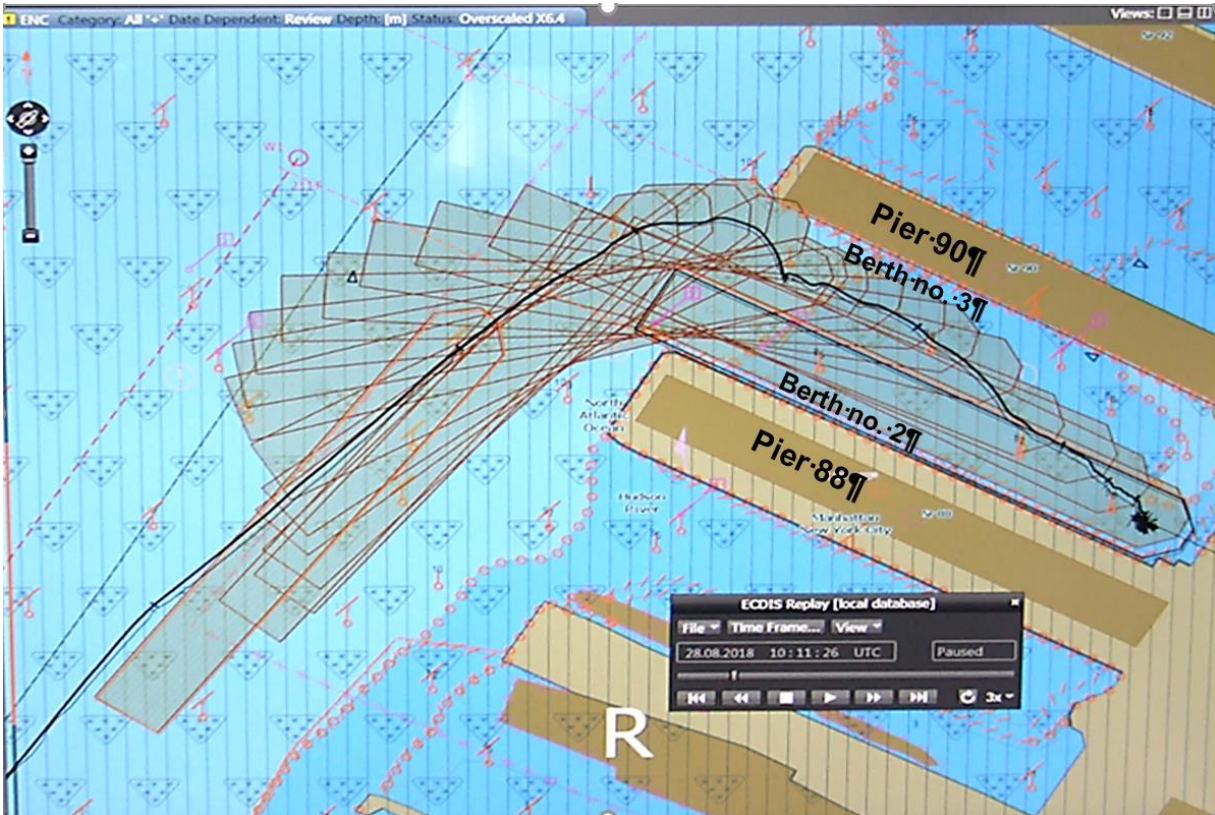 ENC Category: All '+' Date Dependent: Review Depth: [m] Status: Overscaled X6.4
Views:
Pier·90¶
Berth·no.·3¶
North
Atlantic
Ocean
Berth·no.·2¶
Pier·88¶
Hudson
River
Manhattan
New York City
ECDIS Replay [local database]
File Time Frame... View
28.08.2018 10:11:26 UTC Paused
3x
R